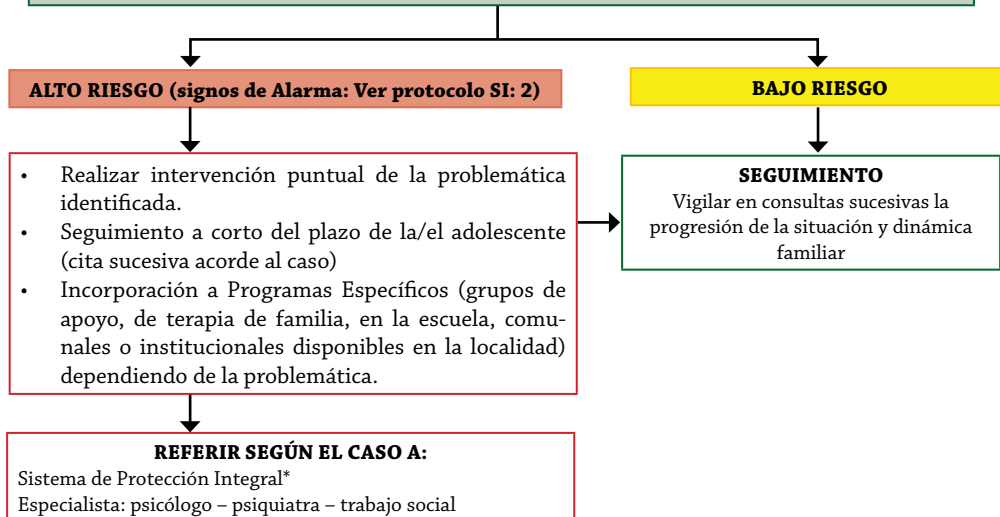 ALTO RIESGO (signos de Alarma: Ver protocolo SI: 2)
BAJO RIESGO
• Realizar intervención puntual de la problemática
identificada.
• Seguimiento a corto del plazo de la/el adolescente
(cita sucesiva acorde al caso)
• Incorporación a Programas Específicos (grupos de
apoyo, de terapia de familia, en la escuela, comu-
nales o institucionales disponibles en la localidad)
dependiendo de la problemática.
SEGUIMIENTO
Vigilar en consultas sucesivas la
progresión de la situación y dinámica
familiar
REFERIR SEGÚN EL CASO A:
Sistema de Protección Integral*
Especialista: psicólogo – psiquiatra – trabajo social